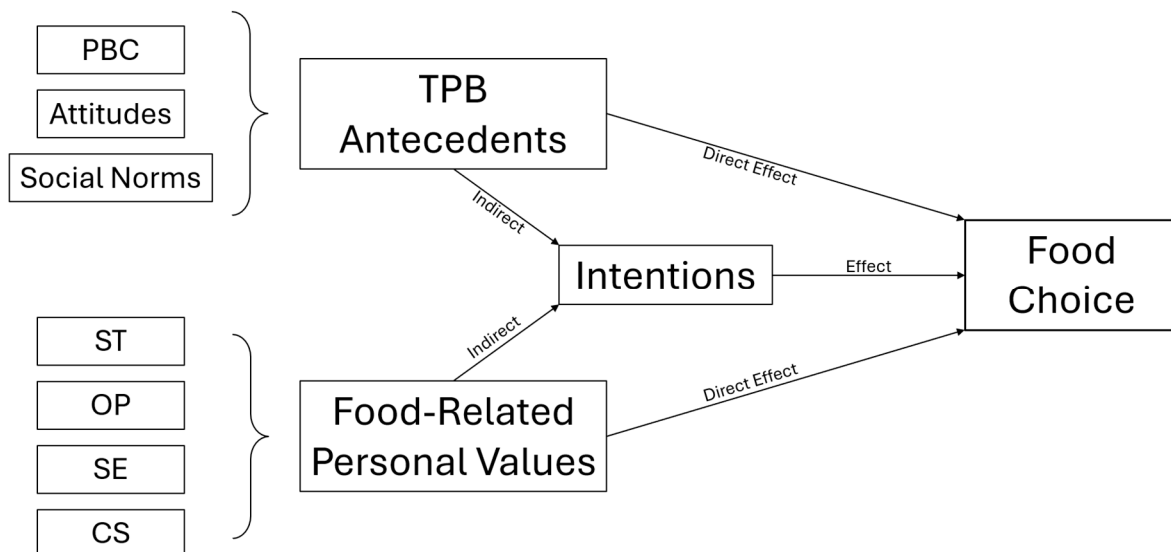 PBC
Attitudes
Social Norms
TPB
Antecedents
Direct Effect
Indirect
Intentions
Effect
Food
Choice
Indirect
Direct Effect
ST
OP
SE
CS
Food-Related
Personal Values